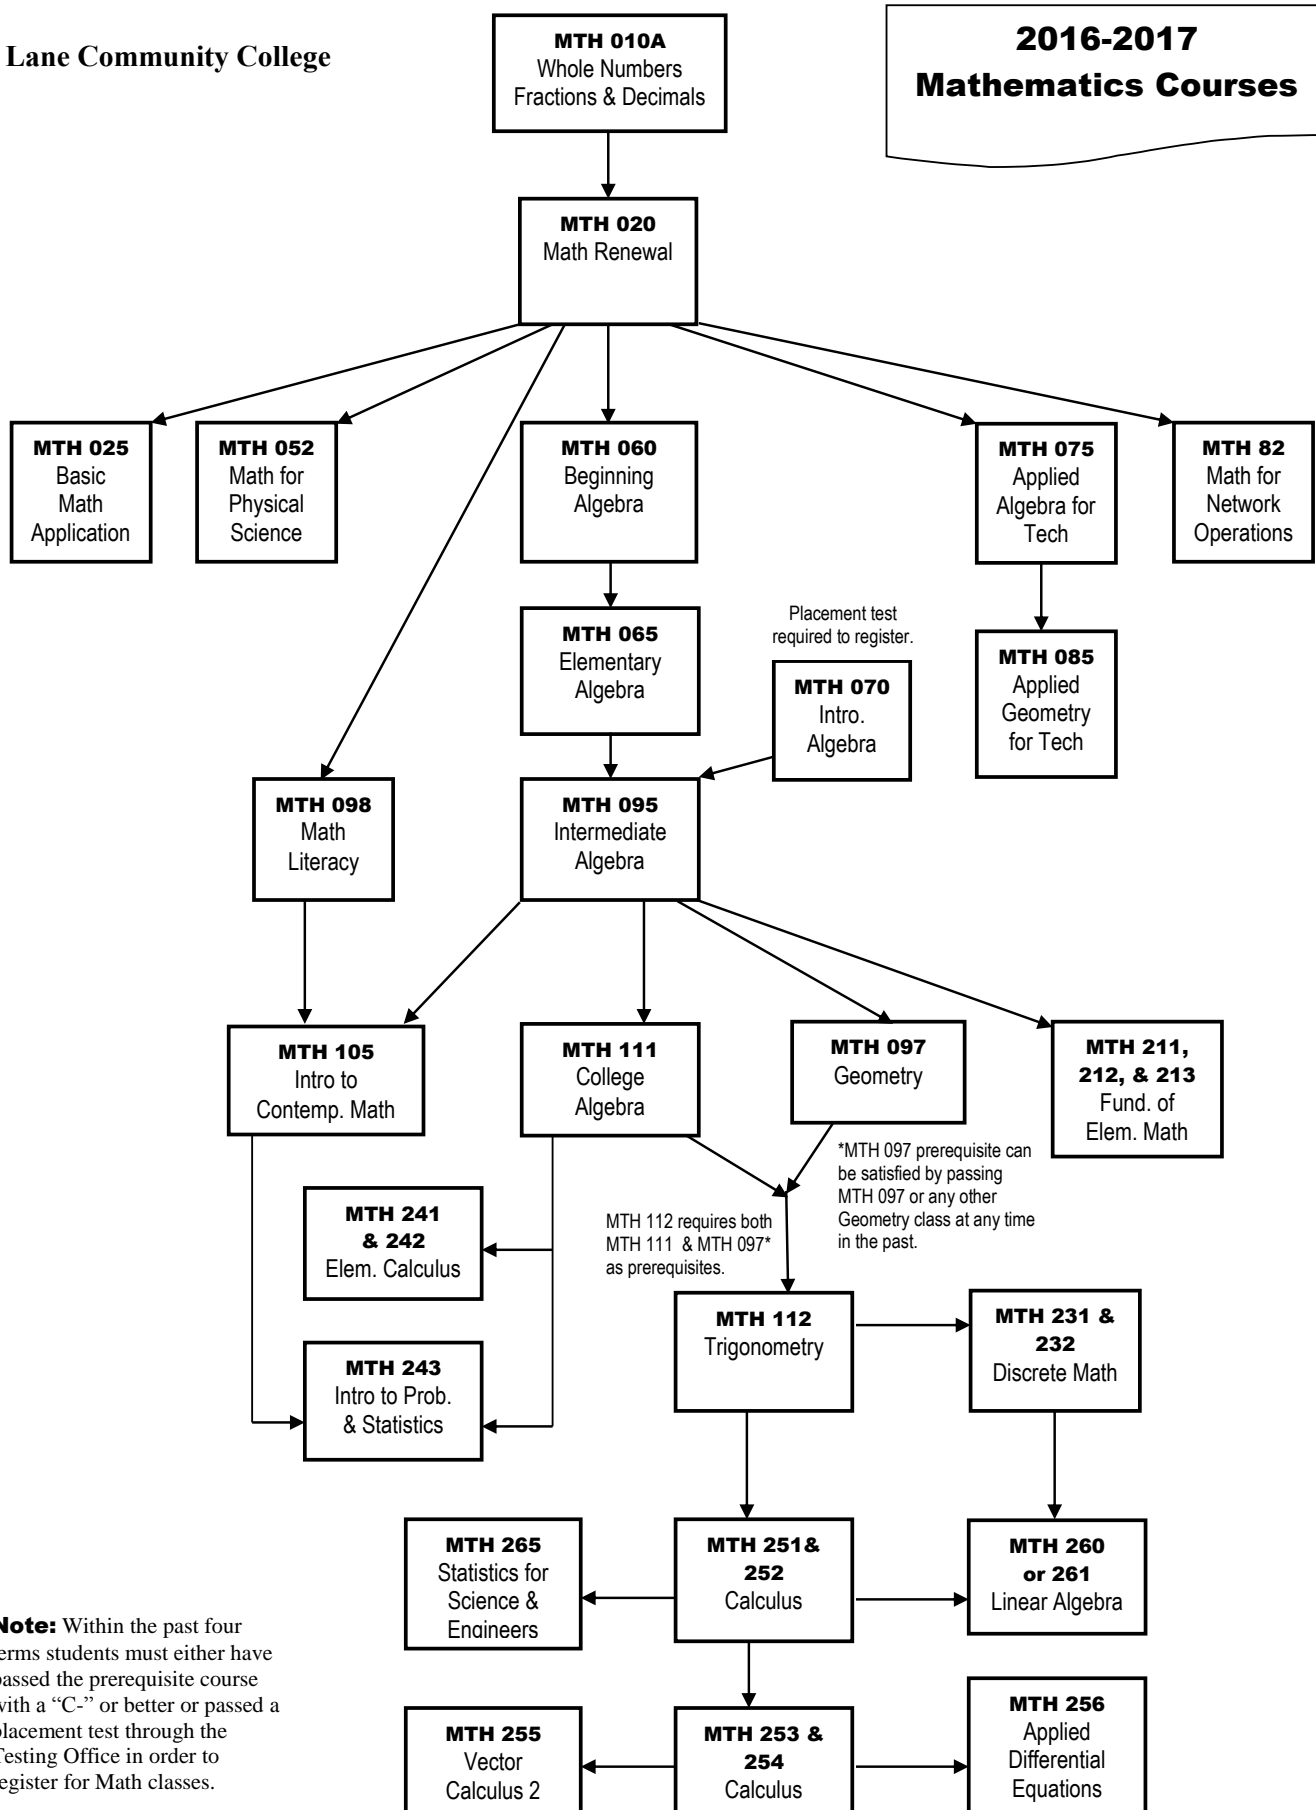 Lane Community College
2016-2017
Mathematics Courses
MTH 010A
Whole Numbers
Fractions & Decimals
MTH 020
Math Renewal
MTH 025
Basic
Math
Application
MTH 052
Math for
Physical
Science
MTH 060
Beginning
Algebra
MTH 075
Applied
Algebra for
Tech
MTH 82
Math for
Network
Operations
MTH 065
Elementary
Algebra
Placement test
required to register.
MTH 070
Intro.
Algebra
MTH 085
Applied
Geometry
for Tech
MTH 098
Math
Literacy
MTH 095
Intermediate
Algebra
MTH 105
Intro to
Contemp. Math
MTH 111
College
Algebra
MTH 097
Geometry
MTH 211,
212, & 213
Fund. of
Elem. Math
*MTH 097 prerequisite can
be satisfied by passing
MTH 097 or any other
Geometry class at any time
in the past.
MTH 241
& 242
Elem. Calculus
MTH 112 requires both
MTH 111 & MTH 097*
as prerequisites.
MTH 243
Intro to Prob.
& Statistics
MTH 112
Trigonometry
MTH 231 &
232
Discrete Math
MTH 265
Statistics for
Science &
Engineers
MTH 251&
252
Calculus
MTH 260
or 261
Linear Algebra
Note: Within the past four
terms students must either have
passed the prerequisite course
with a “C-” or better or passed a
placement test through the
Testing Office in order to
register for Math classes.
MTH 255
Vector
Calculus 2
MTH 253 &
254
Calculus
MTH 256
Applied
Differential
Equations